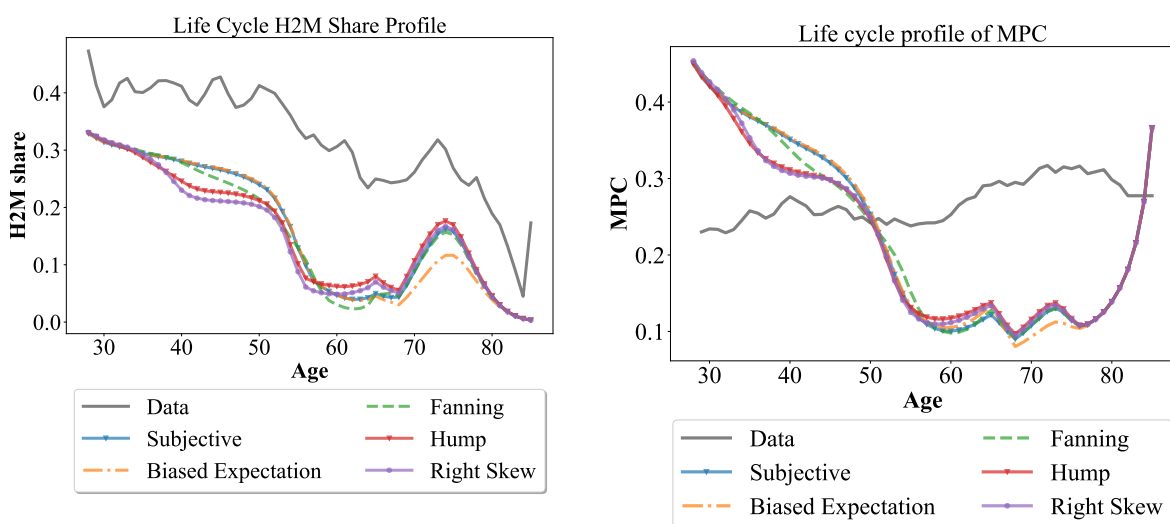 Life Cycle H2M Share Profile
H2M share
0.4
0.3
0.2
0.1
0.0
30 40 50 60 70 80
Age
Data Fanning
Subjective Hump
Biased Expectation Right Skew
Life cycle profile of MPC
MPC
0.4
0.3
0.2
0.1
30 40 50 60 70 80
Age
Data Fanning
Subjective Hump
Biased Expectation Right Skew